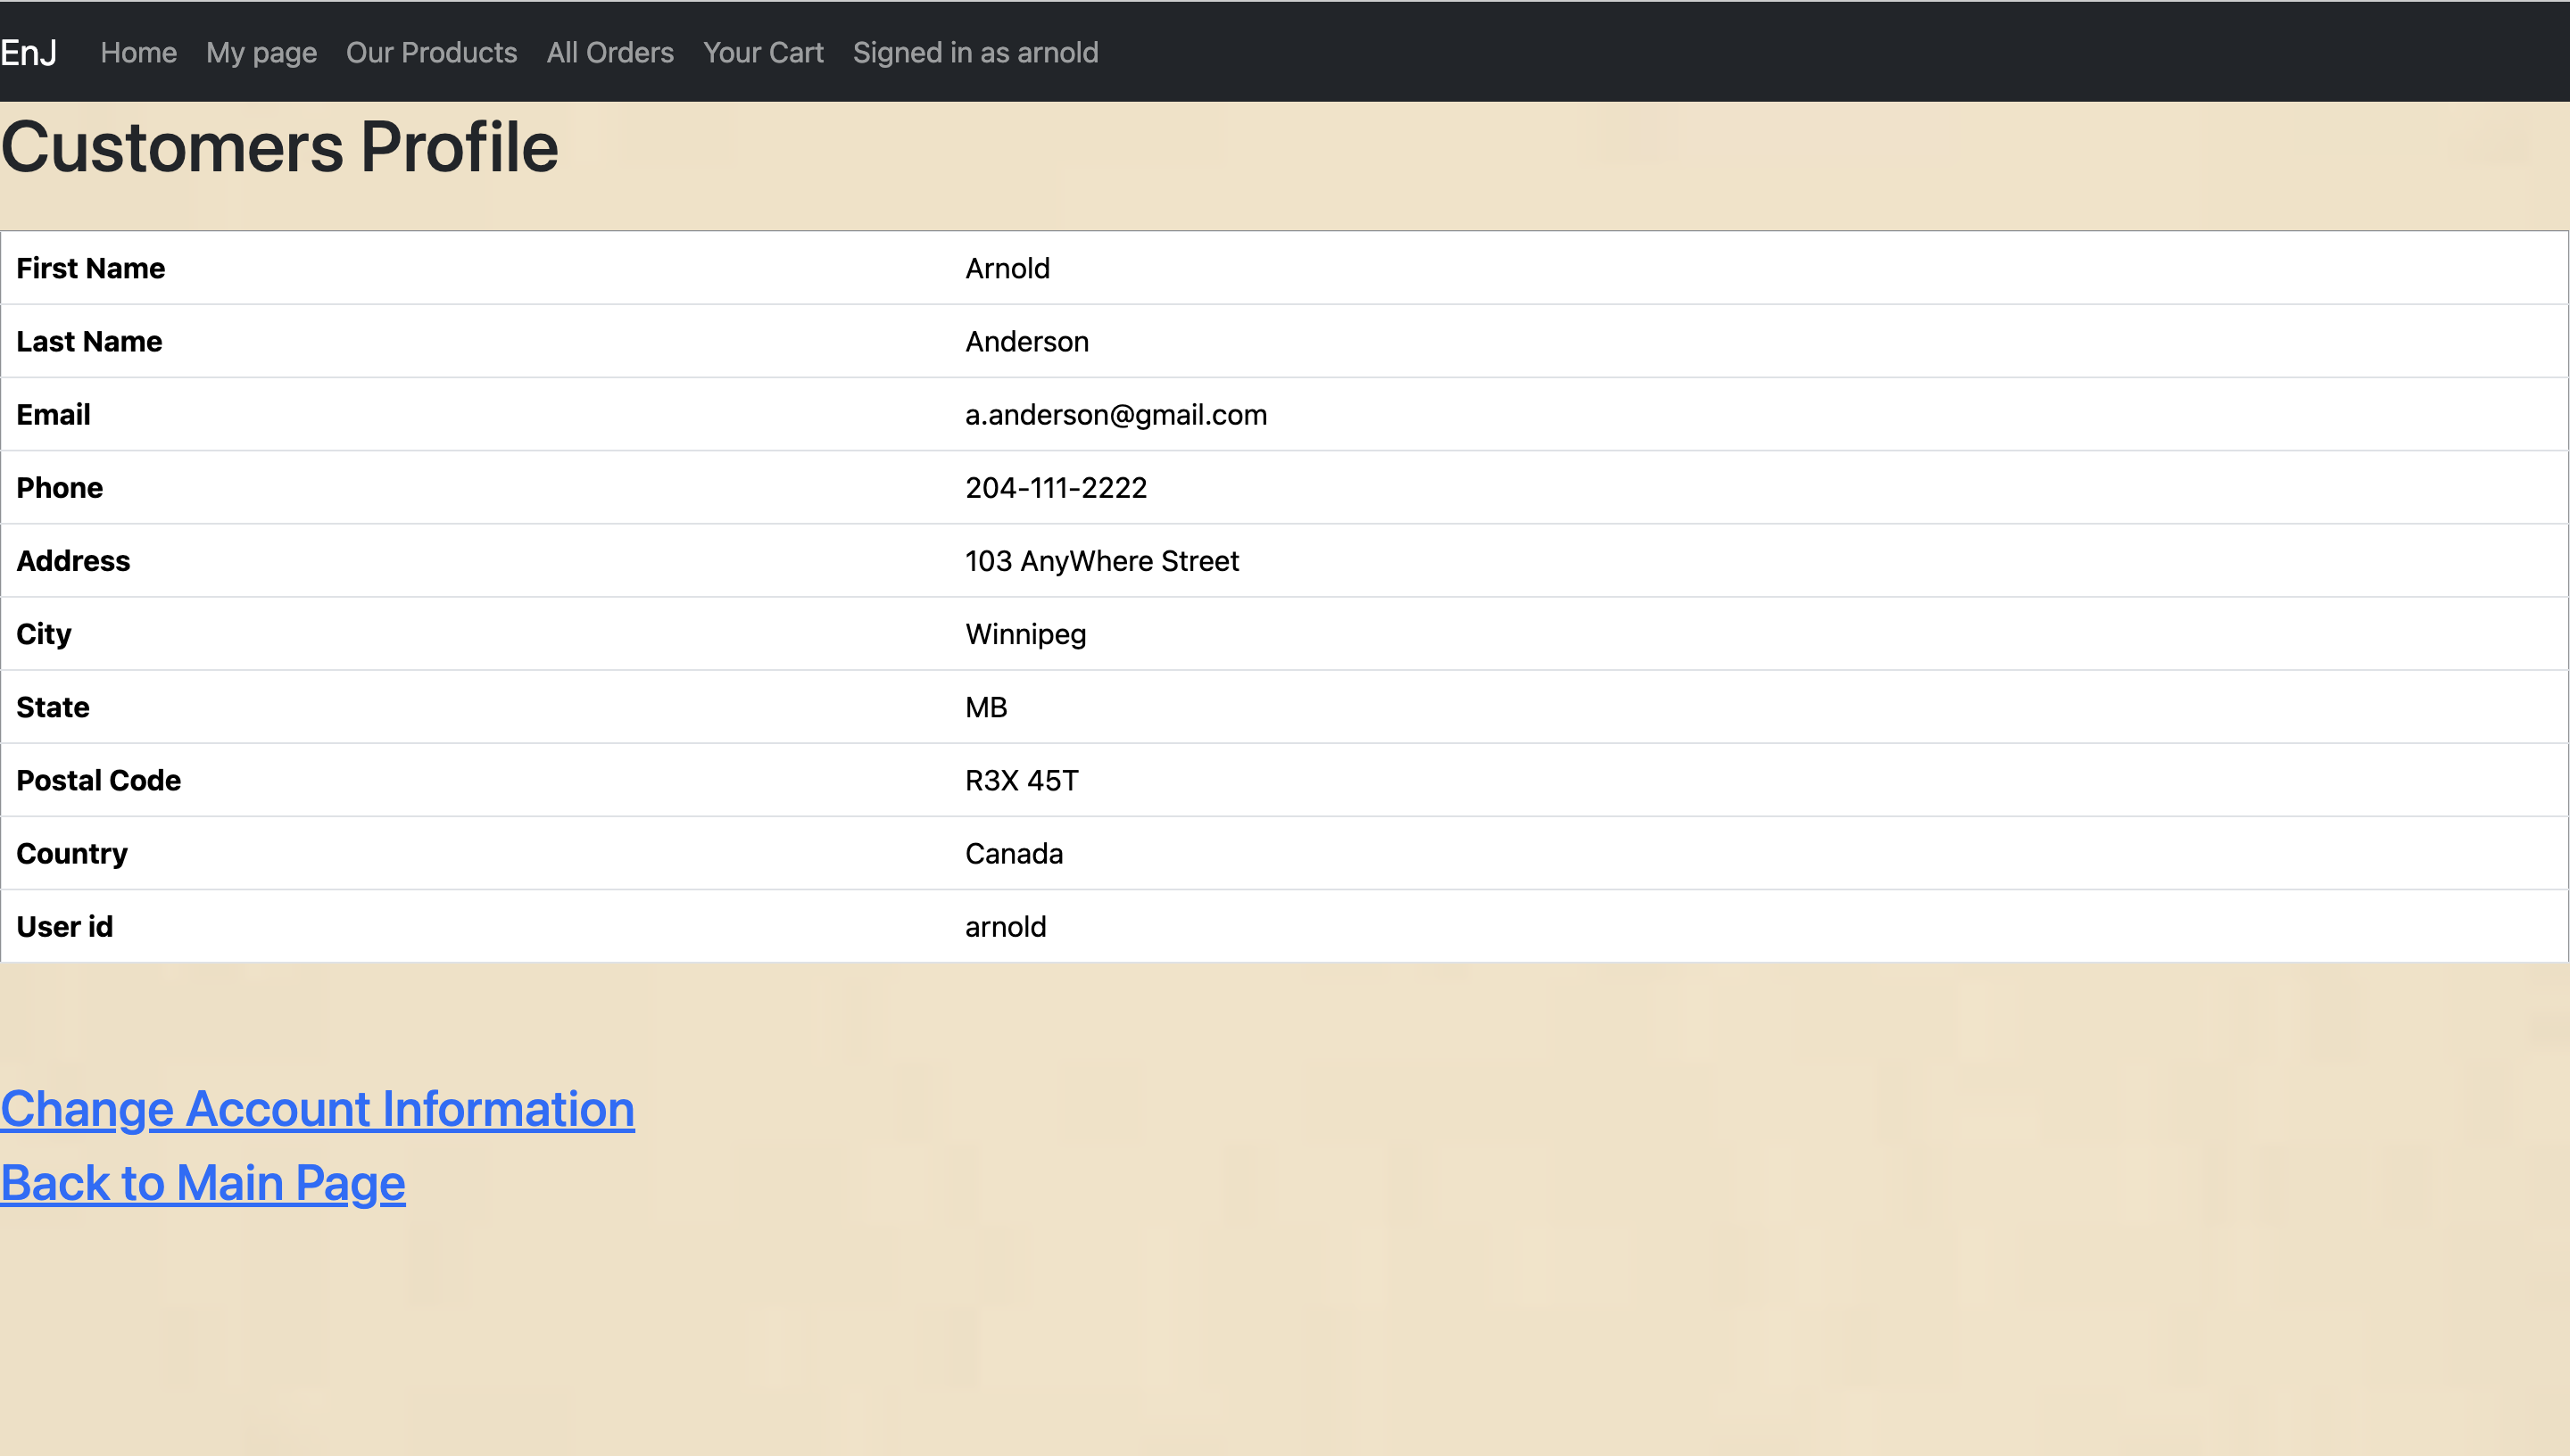 EnJ Home My page Our Products All Orders Your Cart Signed in as arnold
Customers Profile
First Name Arnold
Last Name Anderson
Email a.anderson@gmail.com
Phone 204-111-2222
Address 103 AnyWhere Street
City Winnipeg
State MB
Postal Code R3X 45T
Country Canada
User id arnold
Change Account Information
Back to Main Page